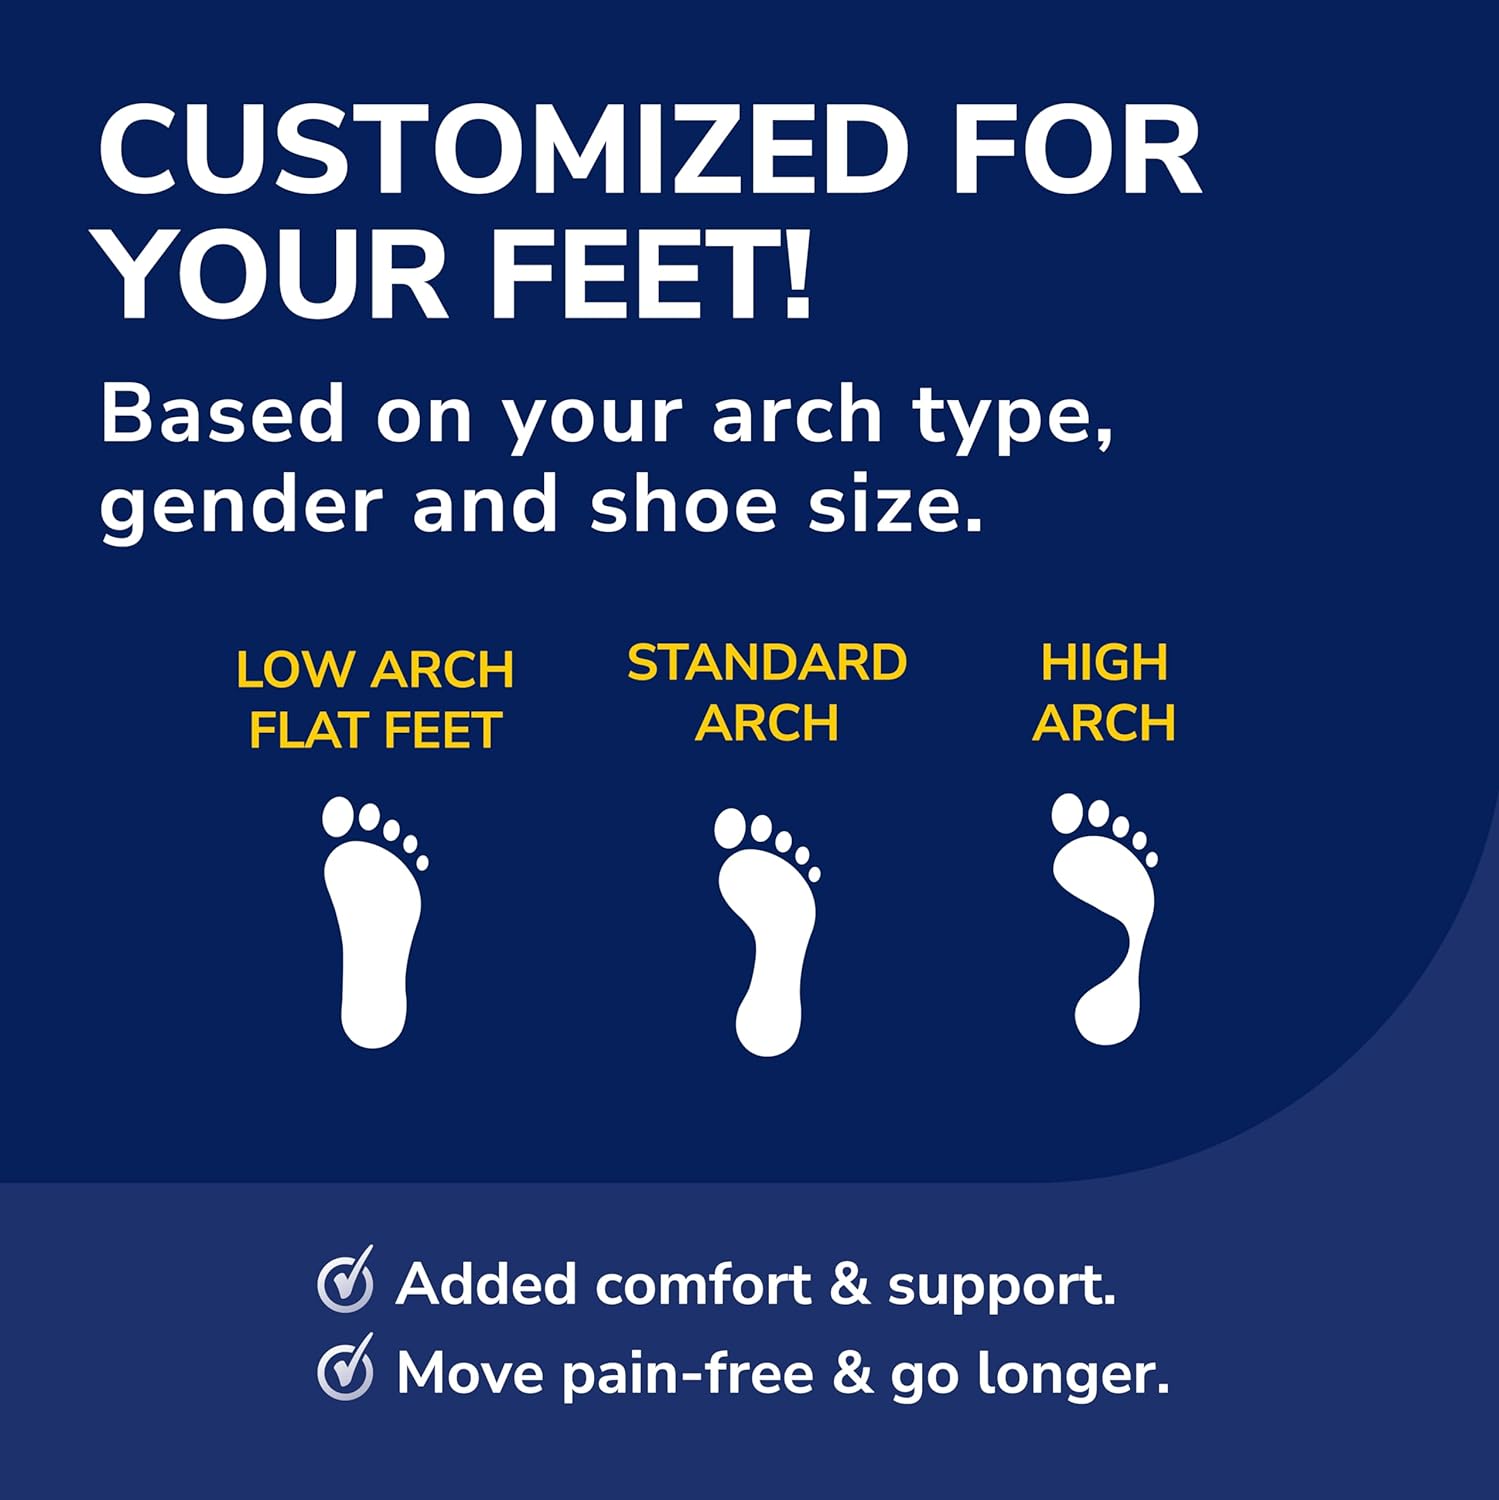 CUSTOMIZED FOR
YOUR FEET!
Based on your arch type,
gender and shoe size.
LOW ARCH
FLAT FEET
STANDARD
ARCH
HIGH
ARCH
Added comfort & support.
Move pain-free & go longer.